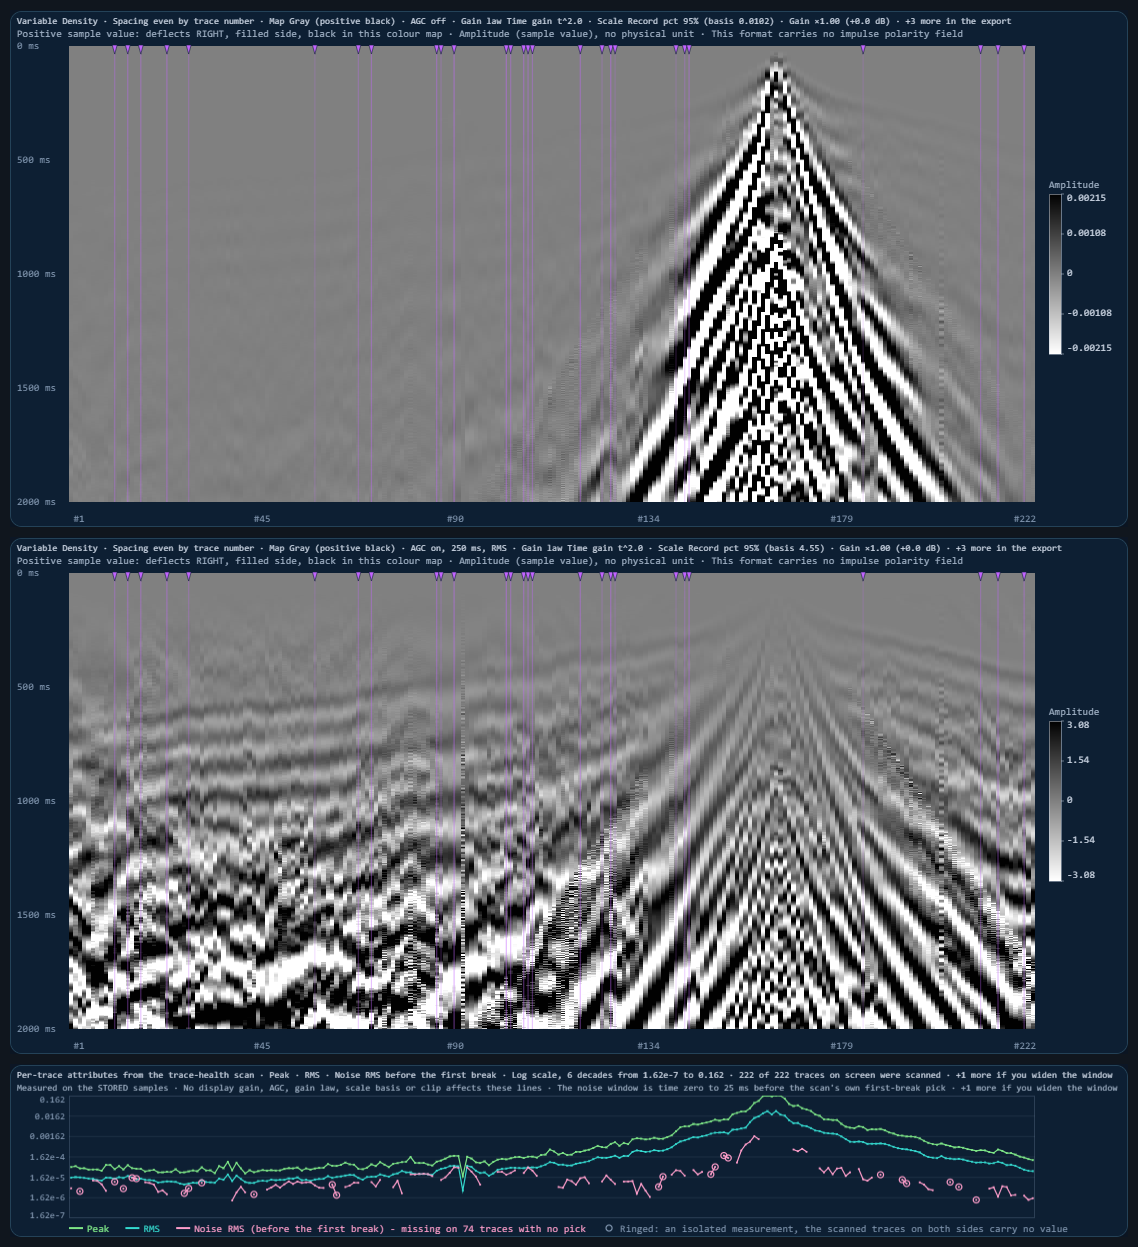 Variable Density · Spacing even by trace number · Map Gray (positive black) · AGC off · Gain law Time gain t^2.0 · Scale Record pct 95% (basis 0.0102) · Gain ×1.00 (+0.0 dB) · +3 more in the export
Positive sample value: deflects RIGHT, filled side, black in this colour map · Amplitude (sample value), no physical unit · This format carries no impulse polarity field
0 ms
500 ms
1000 ms
1500 ms
2000 ms
#1 #45 #90 #134 #179 #222
Amplitude
0.00215
0.00108
0
-0.00108
-0.00215
Variable Density · Spacing even by trace number · Map Gray (positive black) · AGC on, 250 ms, RMS · Gain law Time gain t^2.0 · Scale Record pct 95% (basis 4.55) · Gain ×1.00 (+0.0 dB) · +3 more in the export
Positive sample value: deflects RIGHT, filled side, black in this colour map · Amplitude (sample value), no physical unit · This format carries no impulse polarity field
0 ms
500 ms
1000 ms
1500 ms
2000 ms
#1 #45 #90 #134 #179 #222
Amplitude
3.08
1.54
0
-1.54
-3.08
Per-trace attributes from the trace-health scan · Peak · RMS · Noise RMS before the first break · Log scale, 6 decades from 1.62e-7 to 0.162 · 222 of 222 traces on screen were scanned · +1 more if you widen the window
Measured on the STORED samples · No display gain, AGC, gain law, scale basis or clip affects these lines · The noise window is time zero to 25 ms before the scan's own first-break pick · +1 more if you widen the window
0.162
0.0162
0.00162
1.62e-4
1.62e-5
1.62e-6
1.62e-7
Peak RMS Noise RMS (before the first break) - missing on 74 traces with no pick Ringed: an isolated measurement, the scanned traces on both sides carry no value